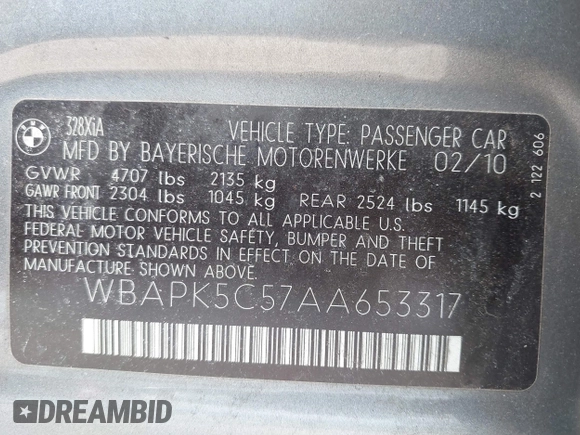 BMW
328XiA
VEHICLE TYPE: PASSENGER CAR
MFD BY BAYERISCHE MOTORENWERKE 02/10
GVWR 4707 lbs 2135 kg
GAWR FRONT 2304 lbs 1045 kg REAR 2524 lbs 1145 kg
THIS VEHICLE CONFORMS TO ALL APPLICABLE U.S.
FEDERAL MOTOR VEHICLE SAFETY, BUMPER AND THEFT
PREVENTION STANDARDS IN EFFECT ON THE DATE OF
MANUFACTURE SHOWN ABOVE.
WBAPK5C57AA653317
2 122 606
DREAMBID